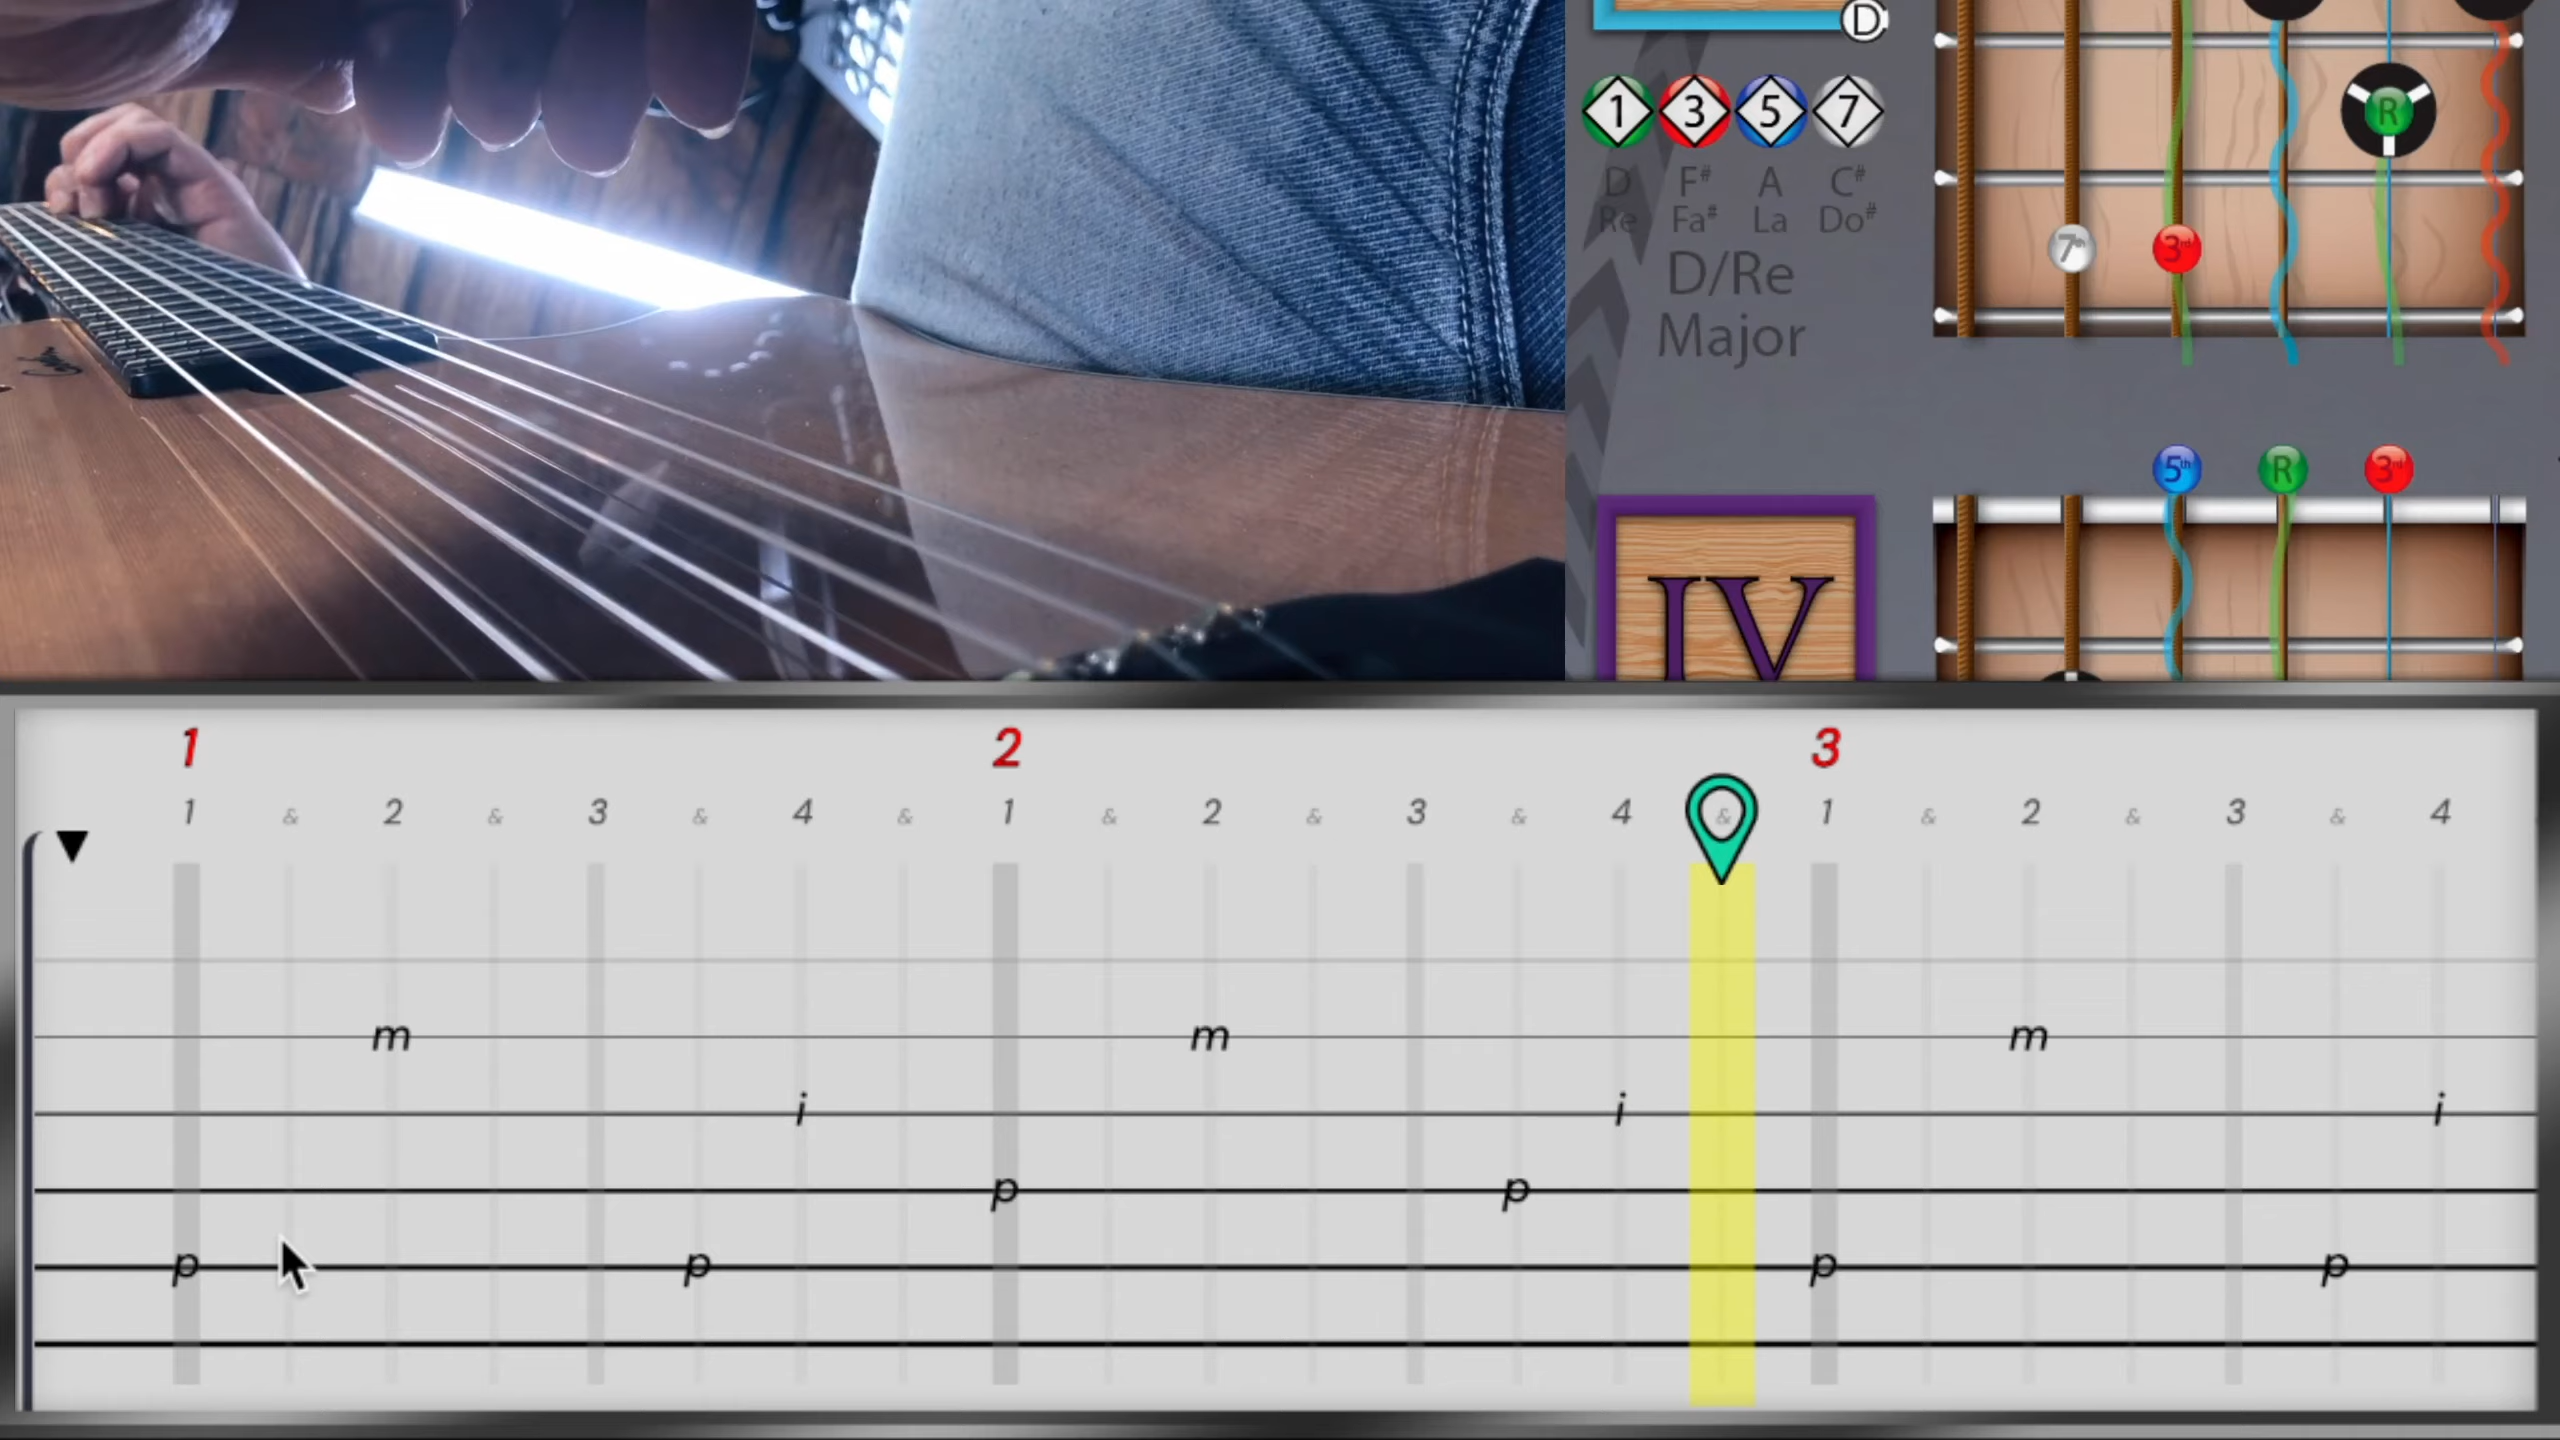 D
1 3 5 7
D F# A C#
Re Fa# La Do#
D/Re
Major
R
7th 3rd
5th R 3rd
IV
1 2 3
1 & 2 & 3 & 4 & 1 & 2 & 3 & 4 & 1 & 2 & 3 & 4
m m m
i i i
p p
p p p p